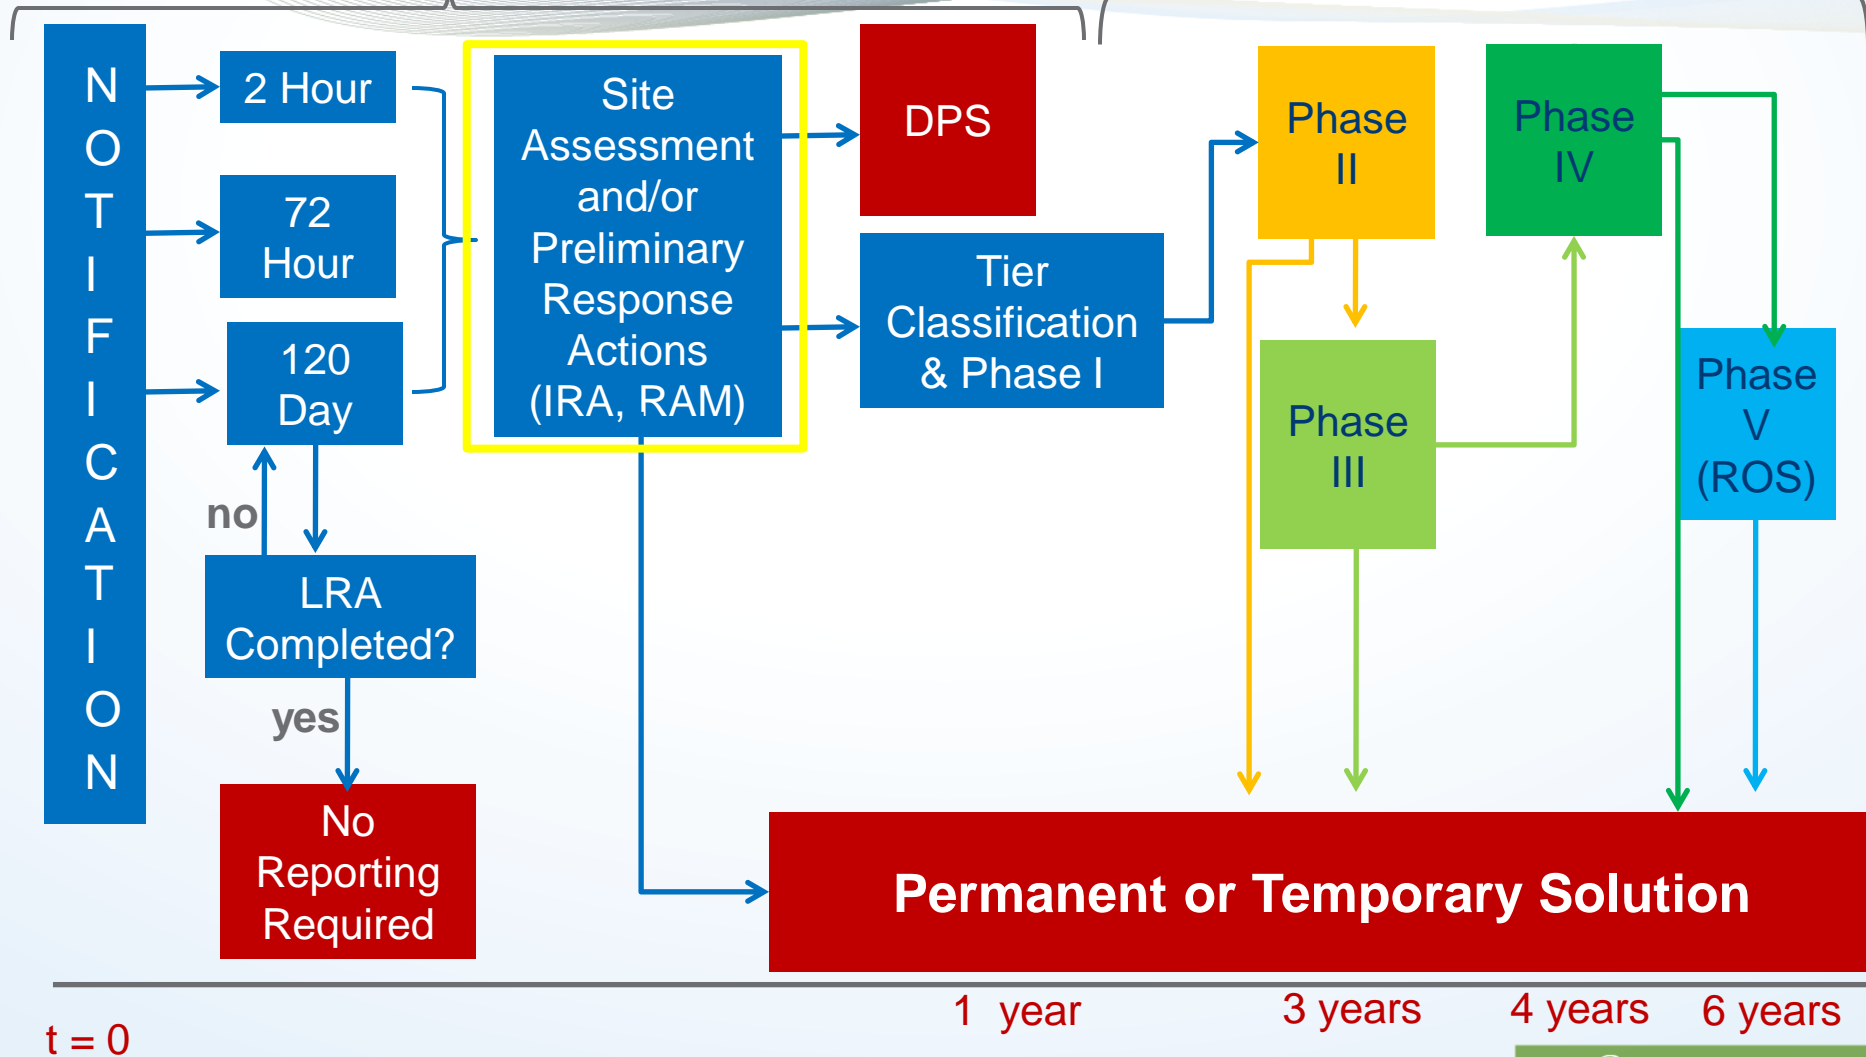 NOTIFICATION
2 Hour
72
Hour
120
Day
no
LRA
Completed?
yes
No
Reporting
Required
Site
Assessment
and/or
Preliminary
Response
Actions
(IRA, RAM)
DPS
Tier
Classification
& Phase I
Phase
II
Phase
III
Phase
IV
Phase
V
(ROS)
Permanent or Temporary Solution
t = 0
1 year
3 years
4 years
6 years